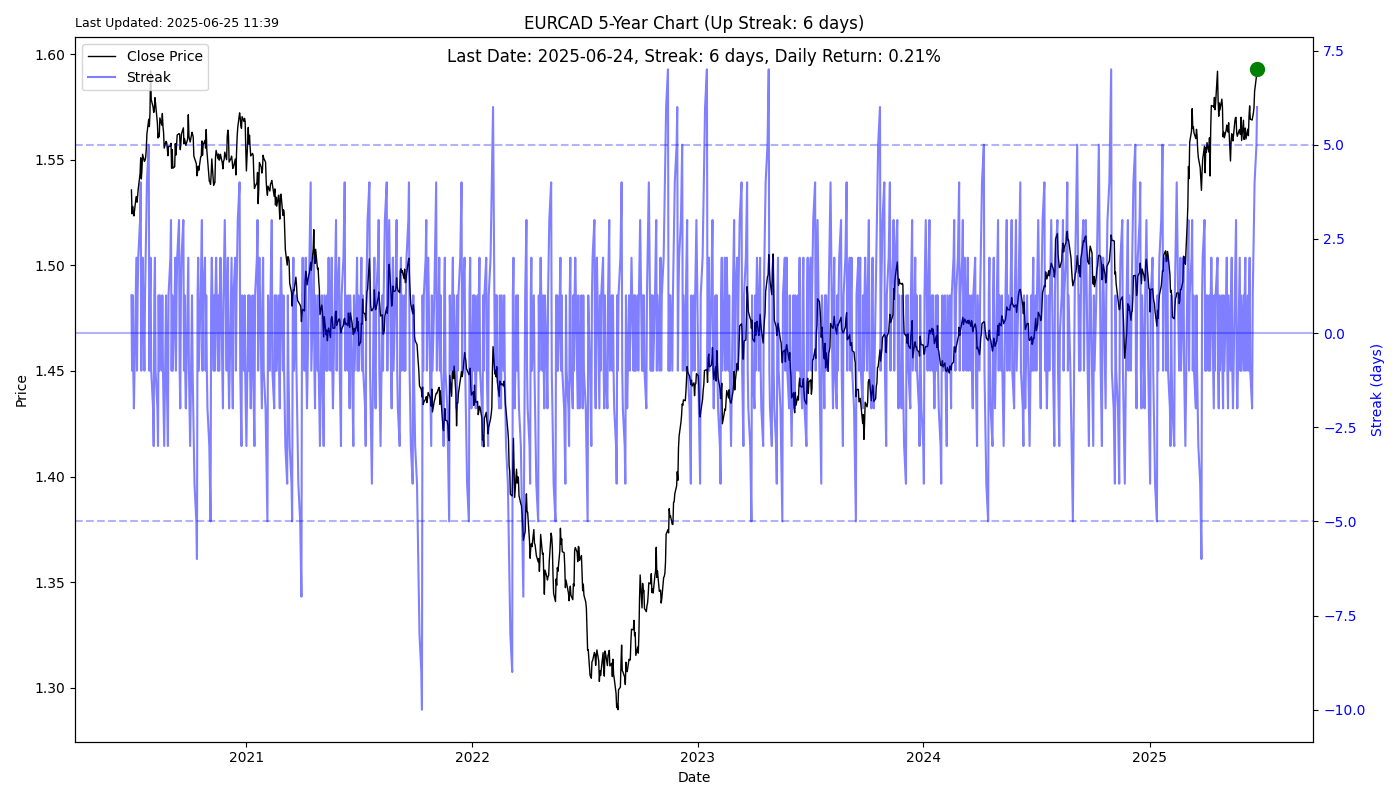 Last Updated: 2025-06-25 11:39
EURCAD 5-Year Chart (Up Streak: 6 days)
Last Date: 2025-06-24, Streak: 6 days, Daily Return: 0.21%
Close Price
Streak
Price
1.60
1.55
1.50
1.45
1.40
1.35
1.30
7.5
5.0
2.5
0.0
−2.5
−5.0
−7.5
−10.0
Streak (days)
2021
2022
2023
2024
2025
Date